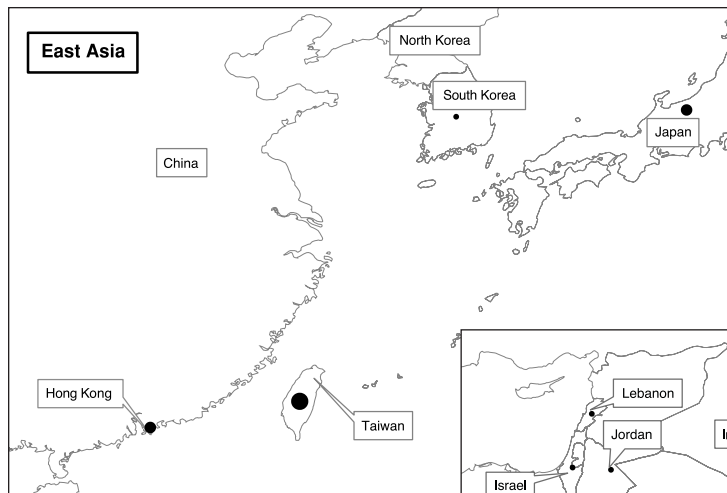 East Asia
North Korea
South Korea
Japan
China
Hong Kong
Taiwan
Lebanon
Jordan
Israel